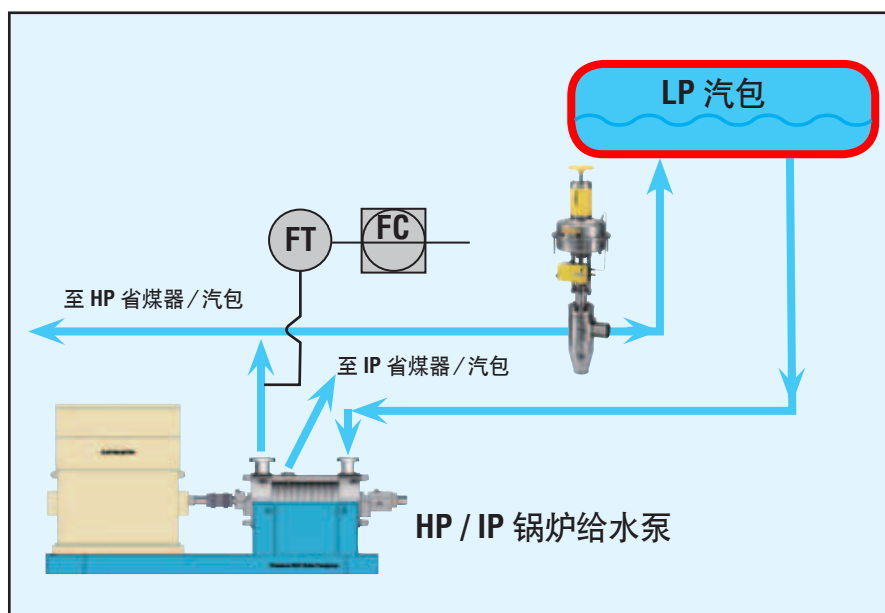 LP 汽包
FT
FC
至 HP 省煤器 / 汽包
至 IP 省煤器 / 汽包
HP / IP 锅炉给水泵